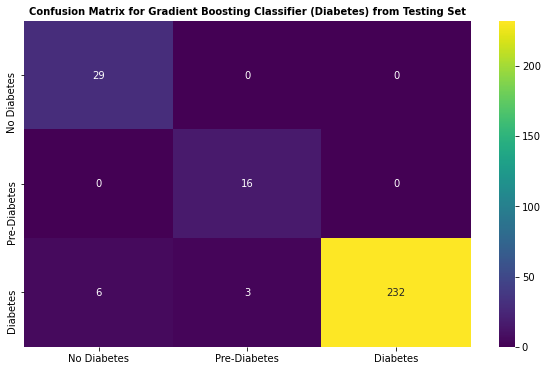 Confusion Matrix for Gradient Boosting Classifier (Diabetes) from Testing Set
No Diabetes
29
0
0
Pre-Diabetes
0
16
0
Diabetes
6
3
232
No Diabetes
Pre-Diabetes
Diabetes
200
150
100
50
0